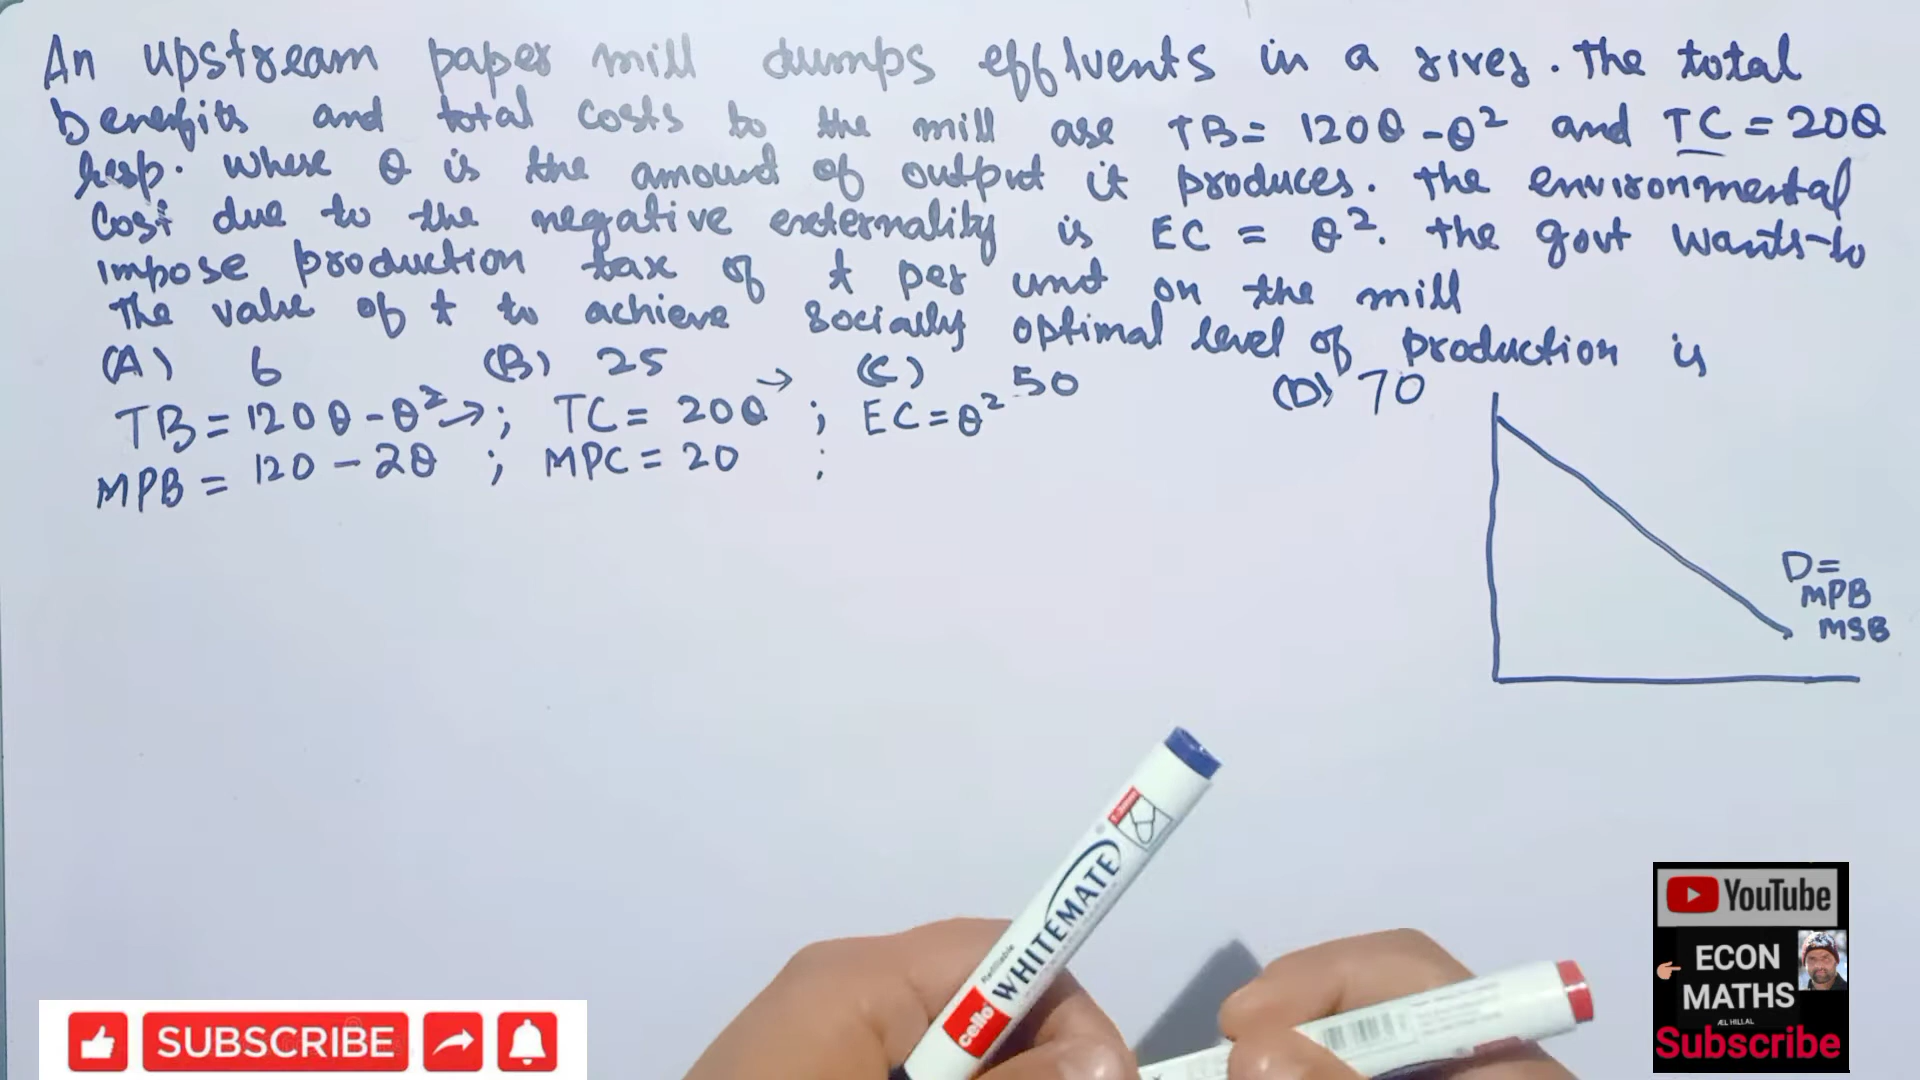 An upstream paper mill dumps effluents in a river. The total
benefits and total costs to the mill are TB = 120θ - θ² and TC = 20θ
resp. where θ is the amount of output it produces. The environmental
Cost due to the negative externality is EC = θ². the govt wants-to
impose production tax of t per unit on the mill
The value of t to achieve socially optimal level of production is
(A) 6 (B) 25 (C) 50 (D) 70
TB = 120θ - θ² → ; TC = 20θ → ; EC = θ²
MPB = 120 - 2θ ; MPC = 20 ;
D =
MPB
MSB
cello
Refillable
WHITEMATE
YouTube
ECON
MATHS
ÆL HILLAL
Subscribe
SUBSCRIBE